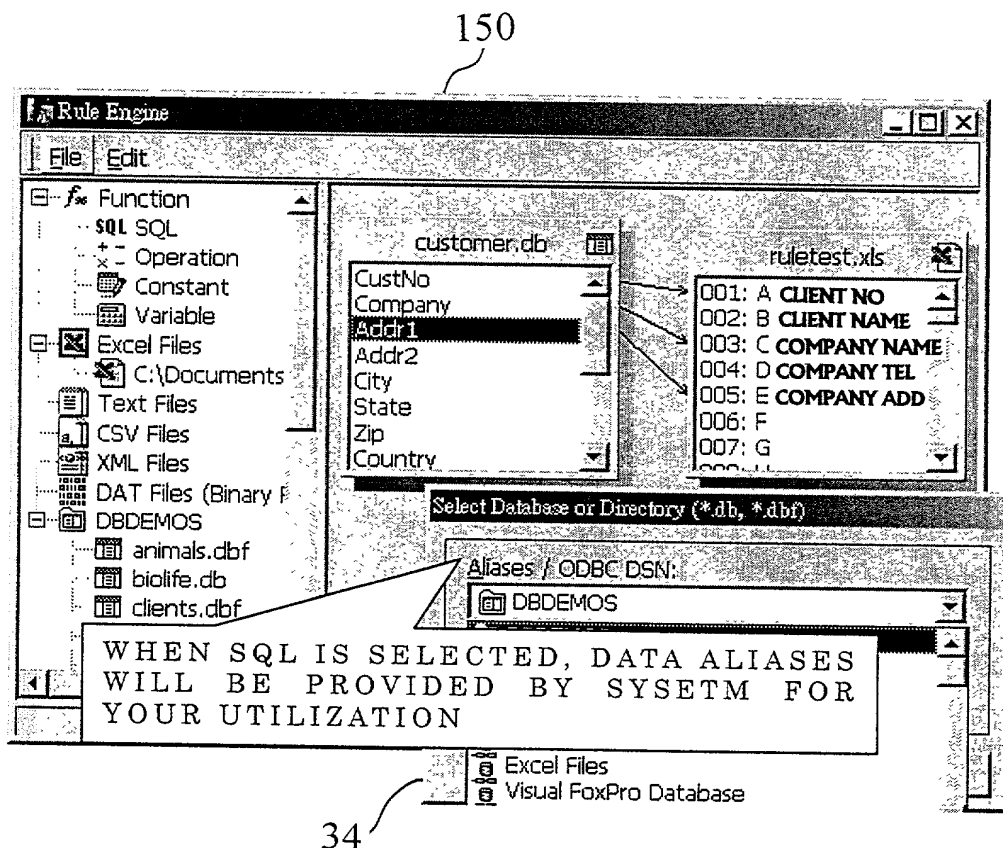 150
Rule Engine
File Edit
Function
SQL SQL
Operation
Constant
Variable
Excel Files
C:\Documents
Text Files
CSV Files
XML Files
DAT Files (Binary F
DBDEMOS
animals.dbf
biolife.db
clients.dbf
customer.db
CustNo
Company
Addr1
Addr2
City
State
Zip
Country
ruletest.xls
001: A CLIENT NO
002: B CLIENT NAME
003: C COMPANY NAME
004: D COMPANY TEL
005: E COMPANY ADD
006: F
007: G
Select Database or Directory (*.db, *.dbf)
Aliases / ODBC DSN:
DBDEMOS
WHEN SQL IS SELECTED, DATA ALIASES
WILL BE PROVIDED BY SYSETM FOR
YOUR UTILIZATION
Excel Files
Visual FoxPro Database
34